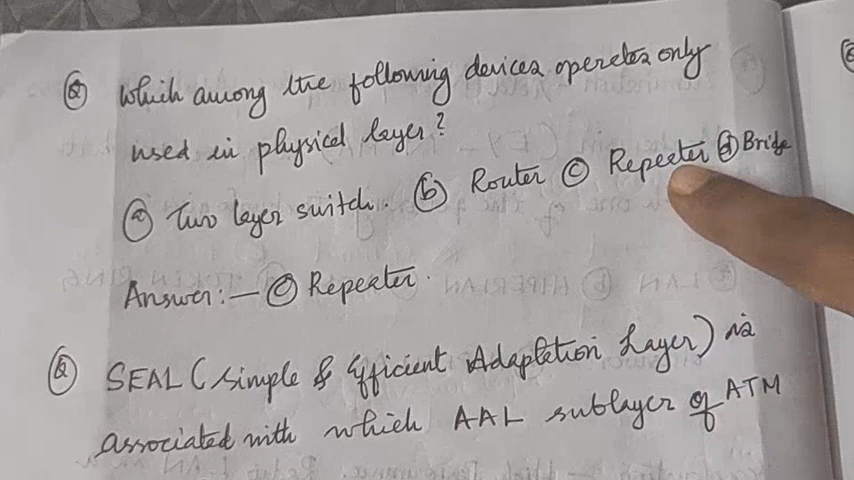 Q Which among the following devices operates only
used in physical layer?
a Two layer switch. b Router c Repeater d Bridge
Answer:— c Repeater.
Q SEAL (Simple & Efficient Adaptation Layer) is
associated with which AAL sublayer of ATM